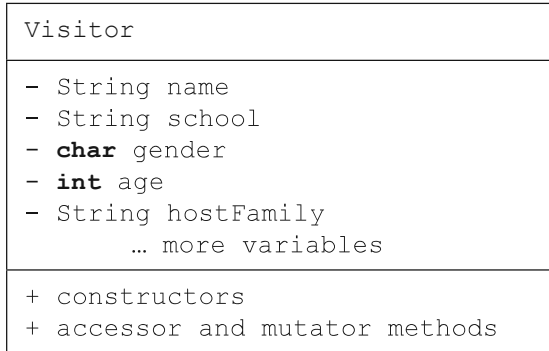 Visitor
- String name
- String school
- char gender
- int age
- String hostFamily
… more variables
+ constructors
+ accessor and mutator methods